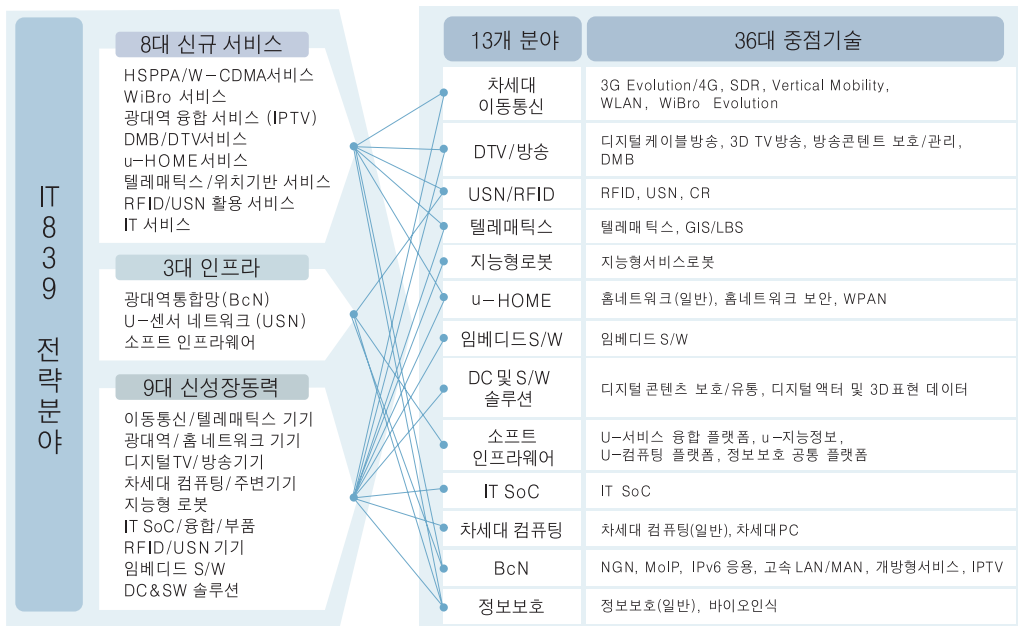 IT
8
3
9
전
략
분
야
8대 신규 서비스
HSPPA/W-CDMA서비스
WiBro 서비스
광대역 융합 서비스 (IPTV)
DMB/DTV서비스
u-HOME서비스
텔레매틱스/위치기반 서비스
RFID/USN 활용 서비스
IT 서비스
3대 인프라
광대역통합망(BcN)
U-센서 네트워크 (USN)
소프트 인프라웨어
9대 신성장동력
이동통신/텔레매틱스 기기
광대역/홈 네트워크 기기
디지털TV/방송기기
차세대 컴퓨팅/주변기기
지능형 로봇
IT SoC/융합/부품
RFID/USN 기기
임베디드 S/W
DC&SW 솔루션
13개 분야
36대 중점기술
차세대
이동통신
3G Evolution/4G, SDR, Vertical Mobility,
WLAN, WiBro Evolution
DTV/방송
디지털케이블방송, 3D TV방송, 방송콘텐트 보호/관리,
DMB
USN/RFID
RFID, USN, CR
텔레매틱스
텔레매틱스, GIS/LBS
지능형로봇
지능형서비스로봇
u-HOME
홈네트워크(일반), 홈네트워크 보안, WPAN
임베디드S/W
임베디드 S/W
DC및 S/W
솔루션
디지털콘텐츠 보호/유통, 디지털액터 및 3D표현 데이터
소프트
인프라웨어
U-서비스 융합 플랫폼, u-지능정보,
U-컴퓨팅 플랫폼, 정보보호 공통 플랫폼
IT SoC
IT SoC
차세대 컴퓨팅
차세대 컴퓨팅(일반), 차세대PC
BcN
NGN, MoIP, IPv6 응용, 고속 LAN/MAN, 개방형서비스, IPTV
정보보호
정보보호(일반), 바이오인식